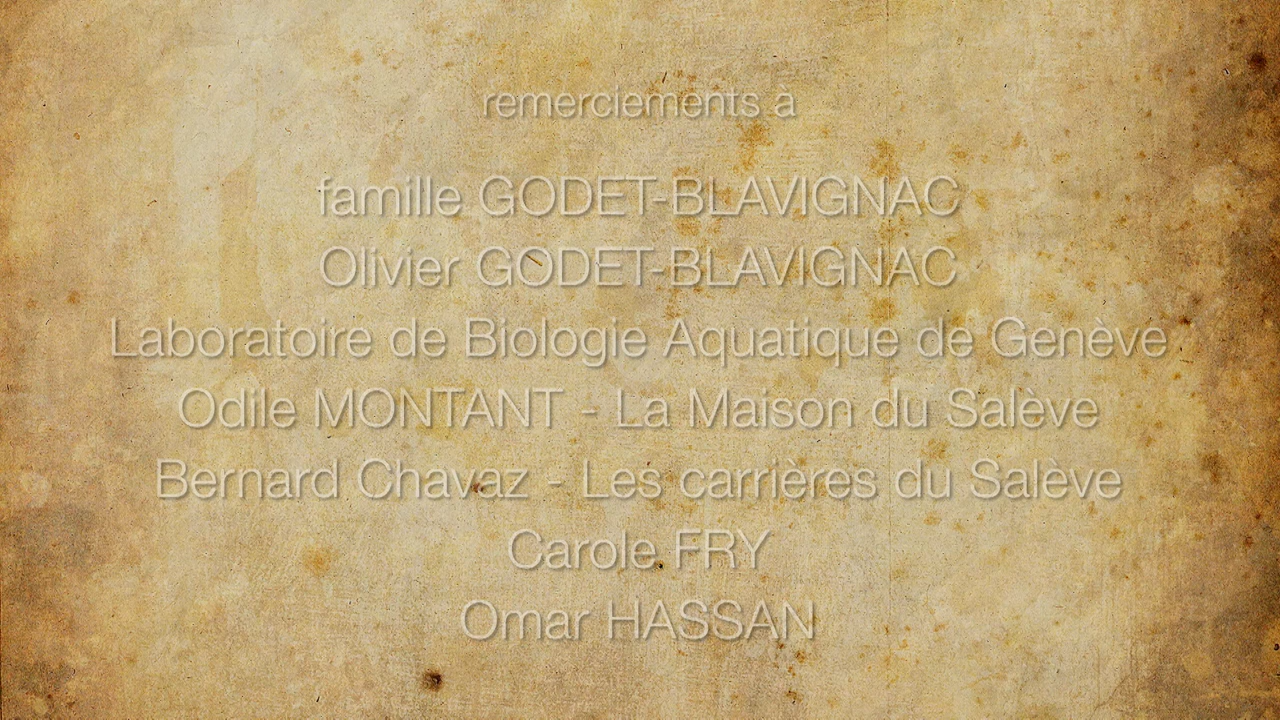 remerciements à
famille GODET-BLAVIGNAC
Olivier GODET-BLAVIGNAC
Laboratoire de Biologie Aquatique de Genève
Odile MONTANT - La Maison du Salève
Bernard Chavaz - Les carrières du Salève
Carole FRY
Omar HASSAN